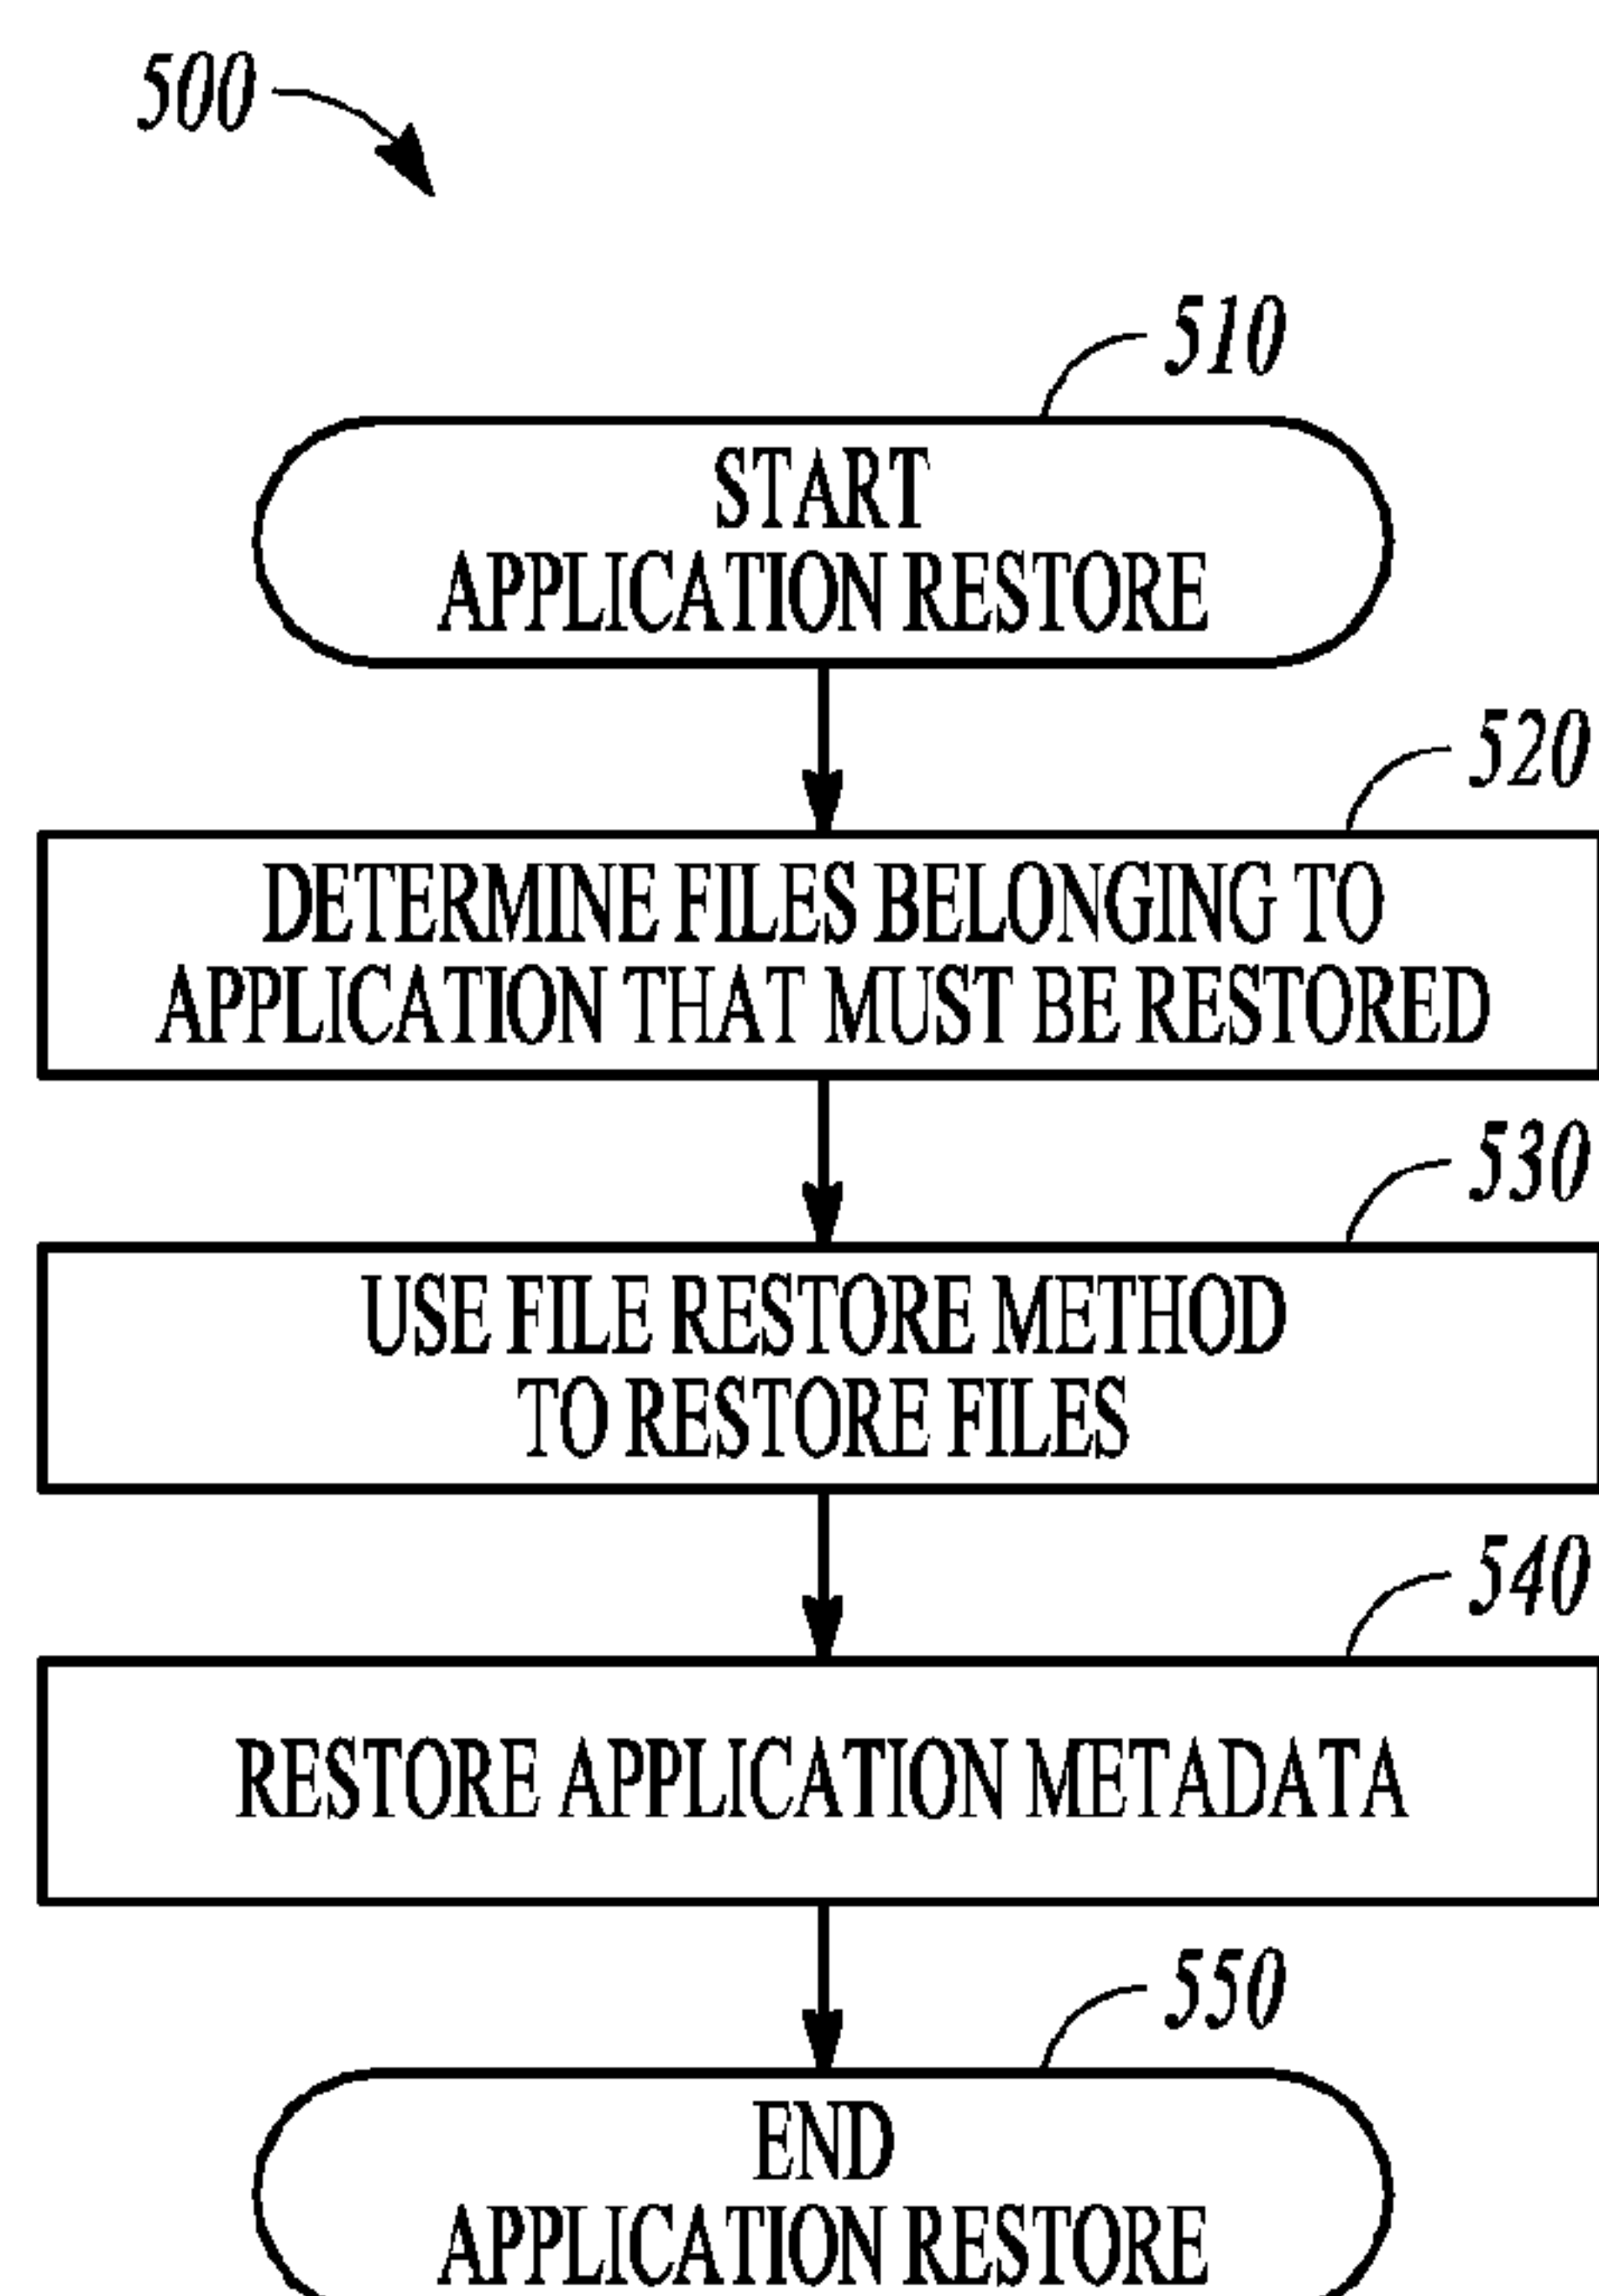 500
510
START
APPLICATION RESTORE
520
DETERMINE FILES BELONGING TO
APPLICATION THAT MUST BE RESTORED
530
USE FILE RESTORE METHOD
TO RESTORE FILES
540
RESTORE APPLICATION METADATA
550
END
APPLICATION RESTORE